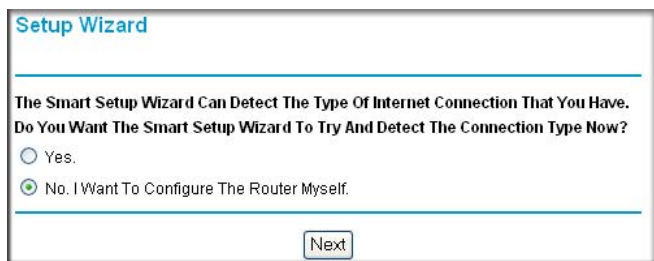 Setup Wizard
The Smart Setup Wizard Can Detect The Type Of Internet Connection That You Have.
Do You Want The Smart Setup Wizard To Try And Detect The Connection Type Now?
Yes.
No. I Want To Configure The Router Myself.
Next